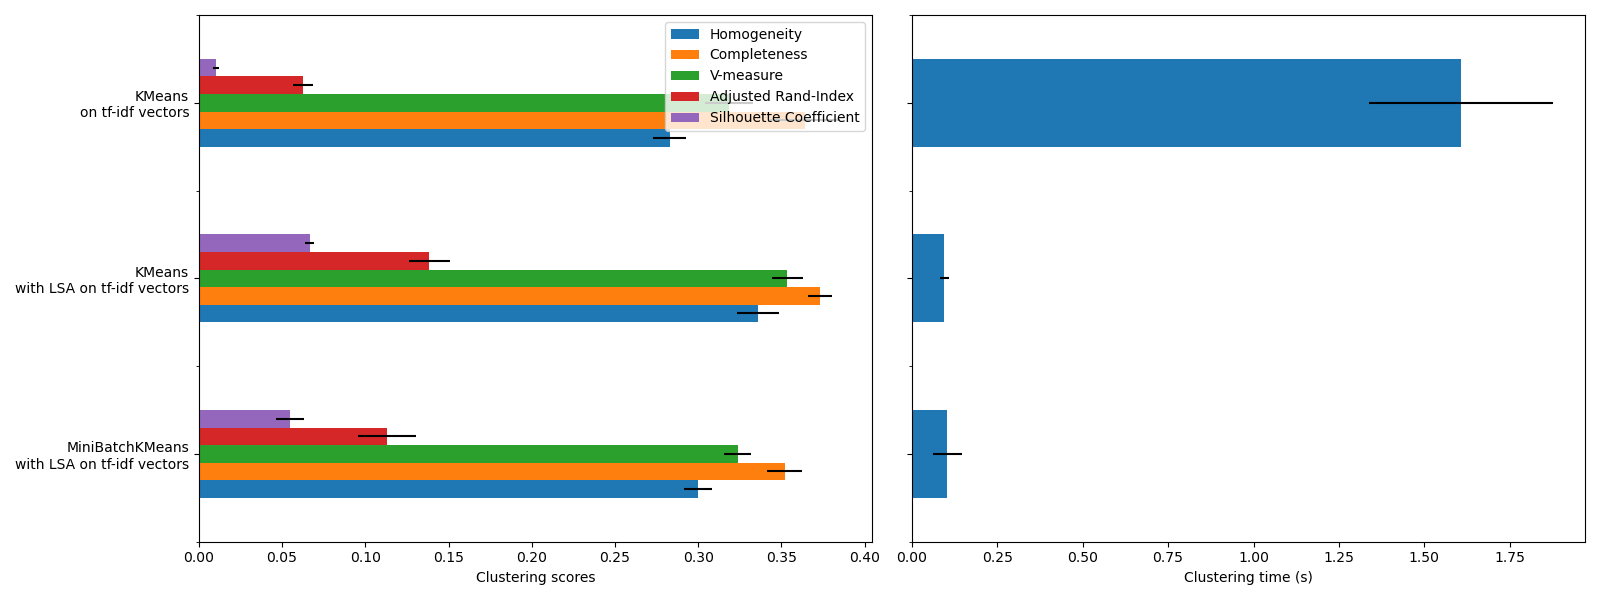 Homogeneity
Completeness
V-measure
Adjusted Rand-Index
Silhouette Coefficient
KMeans
on tf-idf vectors
KMeans
with LSA on tf-idf vectors
MiniBatchKMeans
with LSA on tf-idf vectors
0.00 0.05 0.10 0.15 0.20 0.25 0.30 0.35 0.40
Clustering scores
0.00 0.25 0.50 0.75 1.00 1.25 1.50 1.75
Clustering time (s)